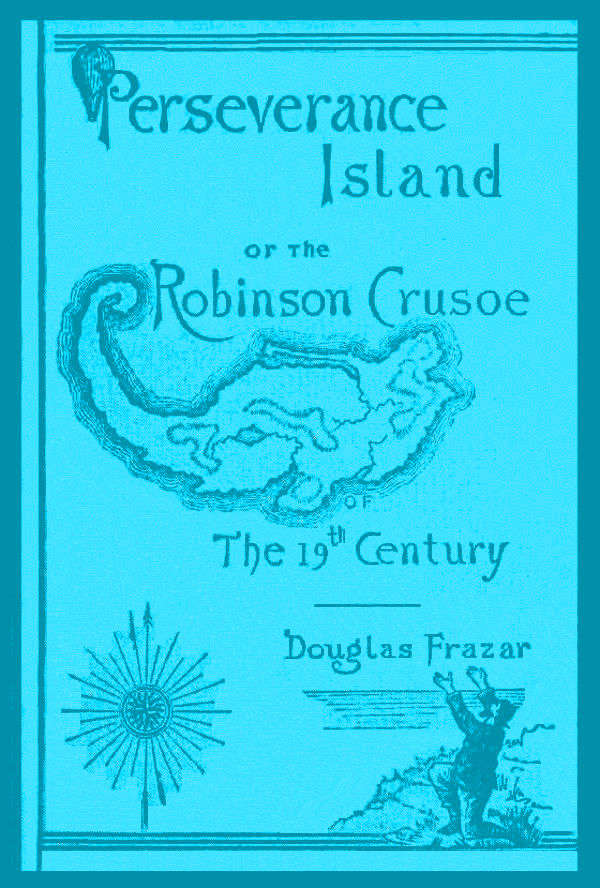 Perseverance
Island
or the
Robinson Crusoe
OF
The 19th Century
Douglas Frazar